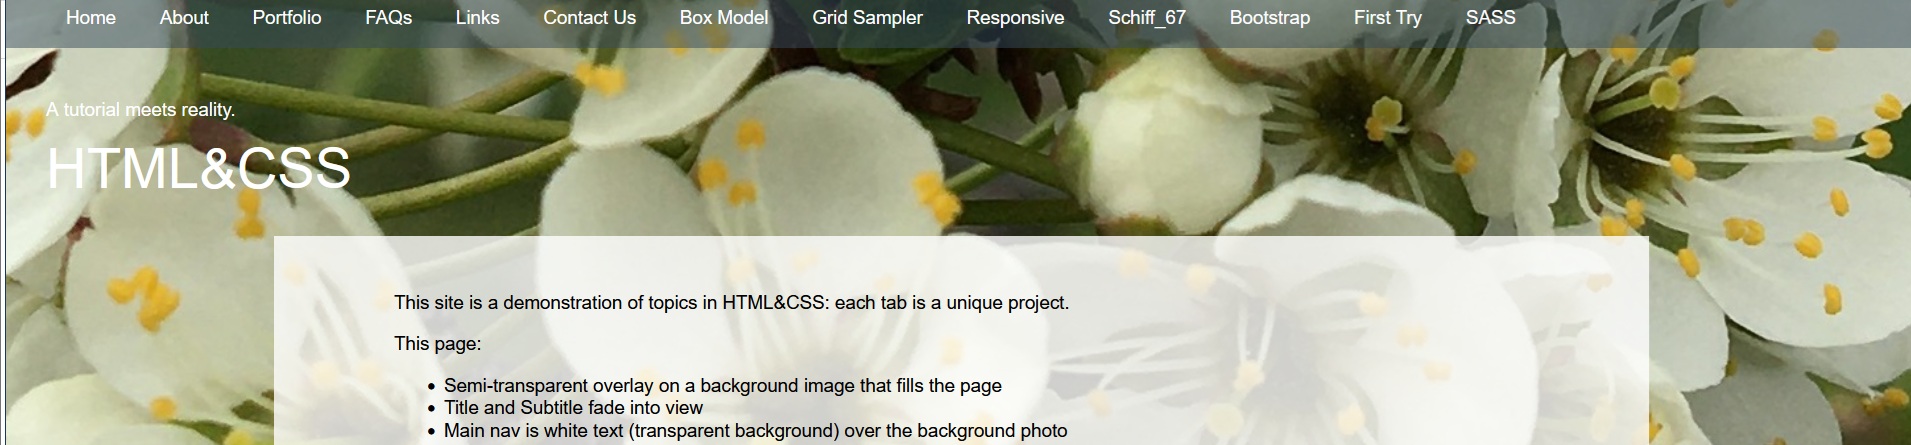 Home About Portfolio FAQs Links Contact Us Box Model Grid Sampler Responsive Schiff_67 Bootstrap First Try SASS
A tutorial meets reality.
HTML&CSS
This site is a demonstration of topics in HTML&CSS: each tab is a unique project.
This page:
• Semi-transparent overlay on a background image that fills the page
• Title and Subtitle fade into view
• Main nav is white text (transparent background) over the background photo